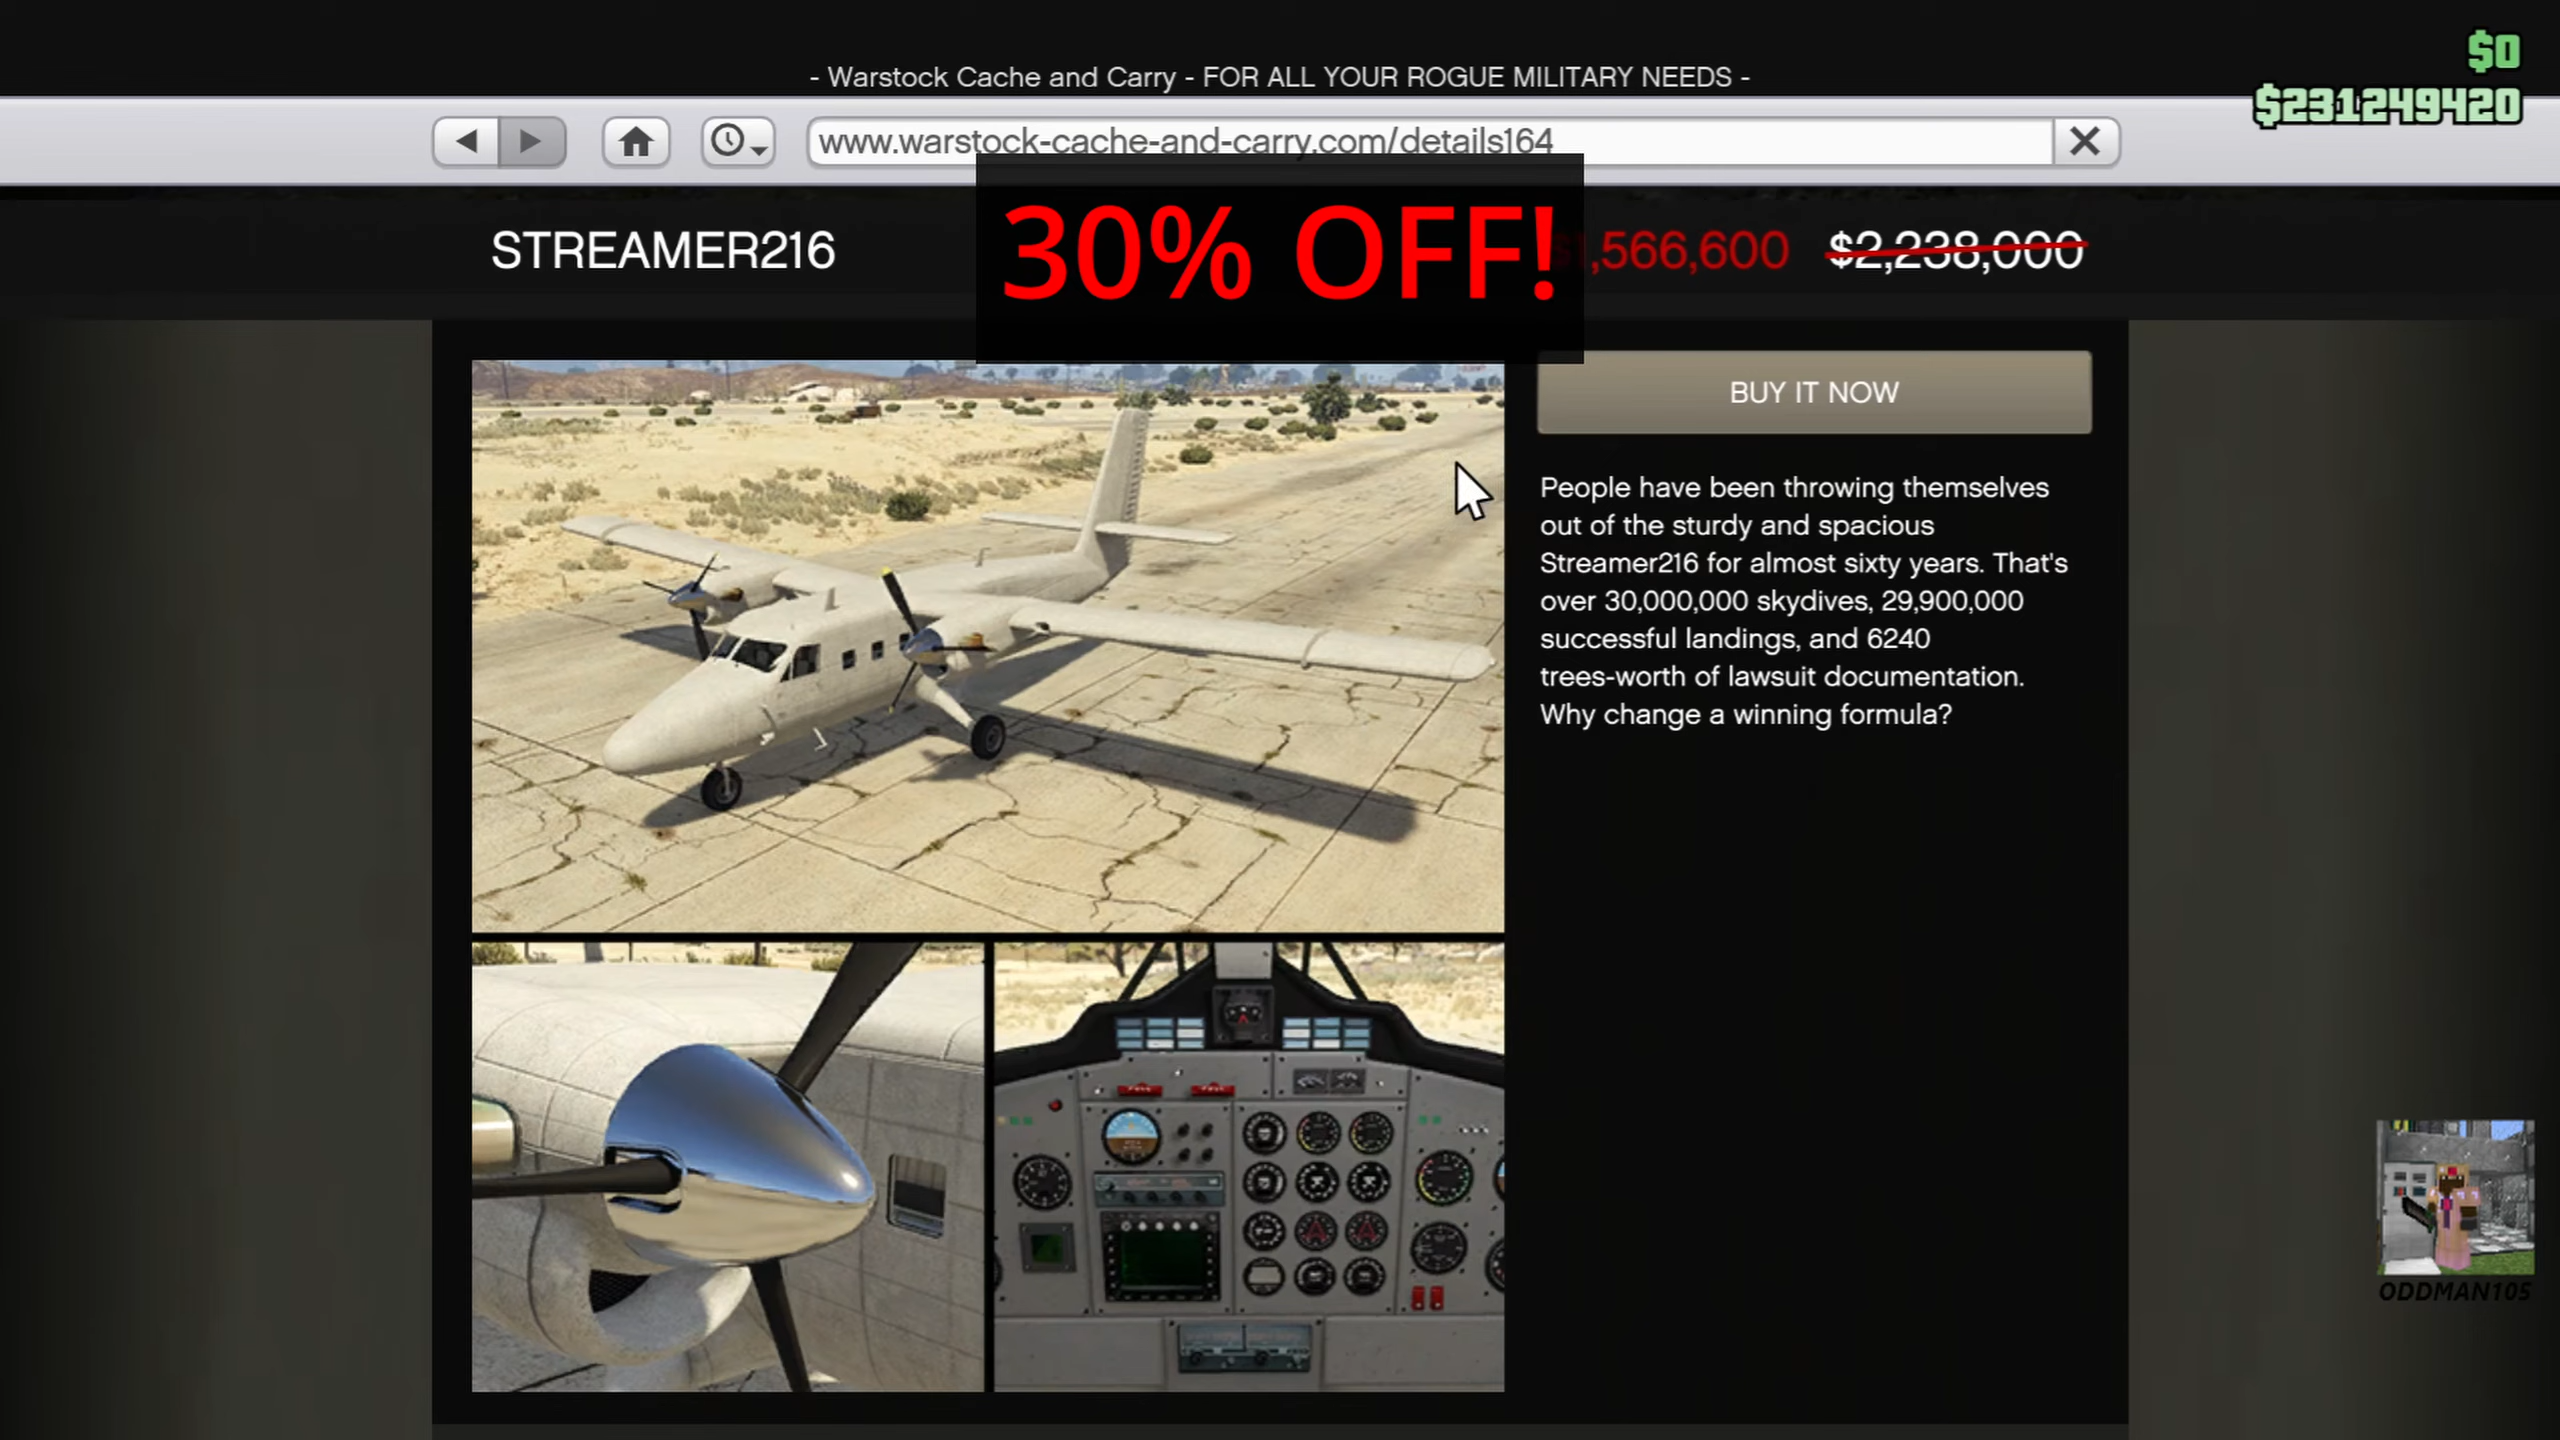 $0
- Warstock Cache and Carry - FOR ALL YOUR ROGUE MILITARY NEEDS -
$231249420
www.warstock-cache-and-carry.com/details164
STREAMER216
30% OFF!
,566,600 $2,238,000
BUY IT NOW
People have been throwing themselves
out of the sturdy and spacious
Streamer216 for almost sixty years. That's
over 30,000,000 skydives, 29,900,000
successful landings, and 6240
trees-worth of lawsuit documentation.
Why change a winning formula?
ODDMAN105